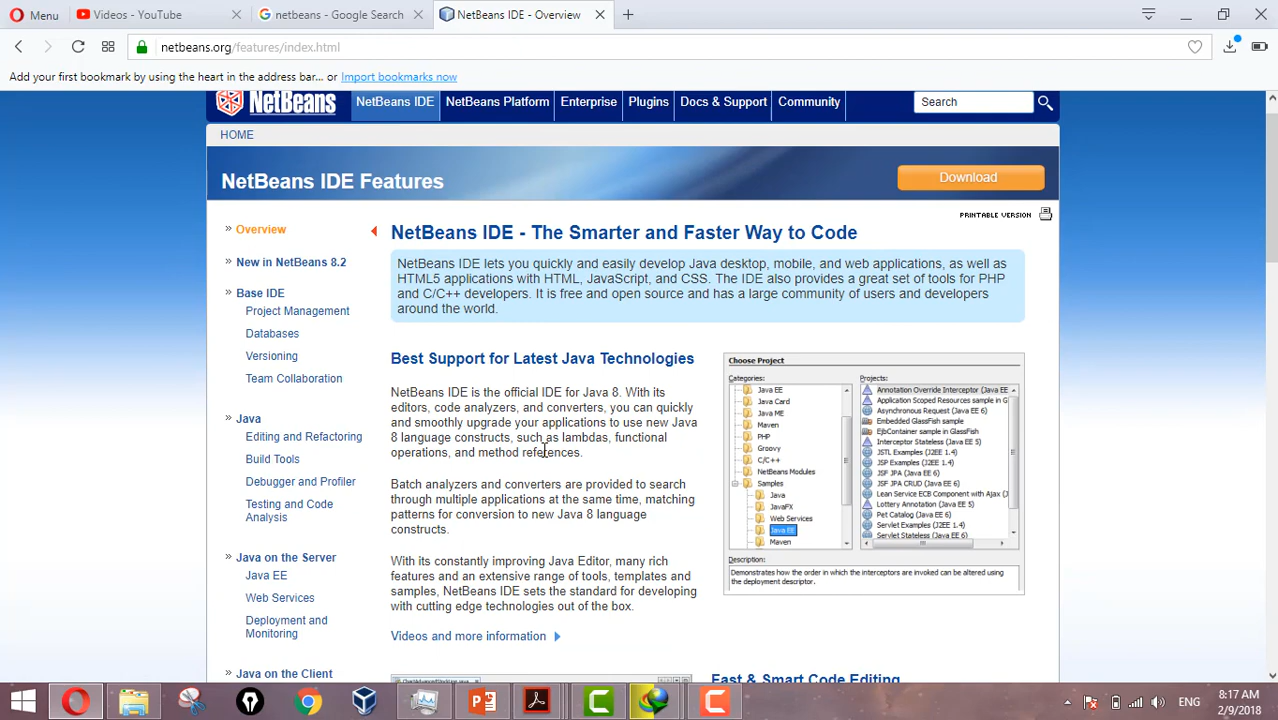 Menu
Videos - YouTube
netbeans - Google Search
NetBeans IDE - Overview
netbeans.org/features/index.html
Add your first bookmark by using the heart in the address bar... or Import bookmarks now
NetBeans
NetBeans IDE
NetBeans Platform
Enterprise
Plugins
Docs & Support
Community
Search
HOME
NetBeans IDE Features
Download
PRINTABLE VERSION
Overview
New in NetBeans 8.2
Base IDE
Project Management
Databases
Versioning
Team Collaboration
Java
Editing and Refactoring
Build Tools
Debugger and Profiler
Testing and Code
Analysis
Java on the Server
Java EE
Web Services
Deployment and
Monitoring
Java on the Client
NetBeans IDE - The Smarter and Faster Way to Code
NetBeans IDE lets you quickly and easily develop Java desktop, mobile, and web applications, as well as
HTML5 applications with HTML, JavaScript, and CSS. The IDE also provides a great set of tools for PHP
and C/C++ developers. It is free and open source and has a large community of users and developers
around the world.
Best Support for Latest Java Technologies
NetBeans IDE is the official IDE for Java 8. With its
editors, code analyzers, and converters, you can quickly
and smoothly upgrade your applications to use new Java
8 language constructs, such as lambdas, functional
operations, and method references.
Batch analyzers and converters are provided to search
through multiple applications at the same time, matching
patterns for conversion to new Java 8 language
constructs.
With its constantly improving Java Editor, many rich
features and an extensive range of tools, templates and
samples, NetBeans IDE sets the standard for developing
with cutting edge technologies out of the box.
Videos and more information
Choose Project
Categories:
Java EE
Java Card
Java ME
Maven
PHP
Groovy
C/C++
NetBeans Modules
Samples
Java
JavaFX
Web Services
Java EE
Maven
Projects:
Annotation Override Interceptor (Java EE
Application Scoped Resources sample in G
Asynchronous Request (Java EE 6)
Embedded GlassFish
EjbContainer sample in GlassFish
Interceptor Stateless (Java EE 5)
JSTL Examples (J2EE 1.4)
JSP Examples (J2EE 1.4)
JSF JPA (Java EE 6)
JSF JPA CRUD (Java EE 6)
Lean Service ECB Component with Ajax (J
Lottery Annotation (Java EE 5)
Pet Catalog (Java EE 6)
Servlet Examples (J2EE 1.4)
Servlet Stateless (Java EE 5)
Description:
Demonstrates how the order in which the interceptors are invoked can be altered using
the deployment descriptor.
Fast & Smart Code Editing
ENG
8:17 AM
2/9/2018